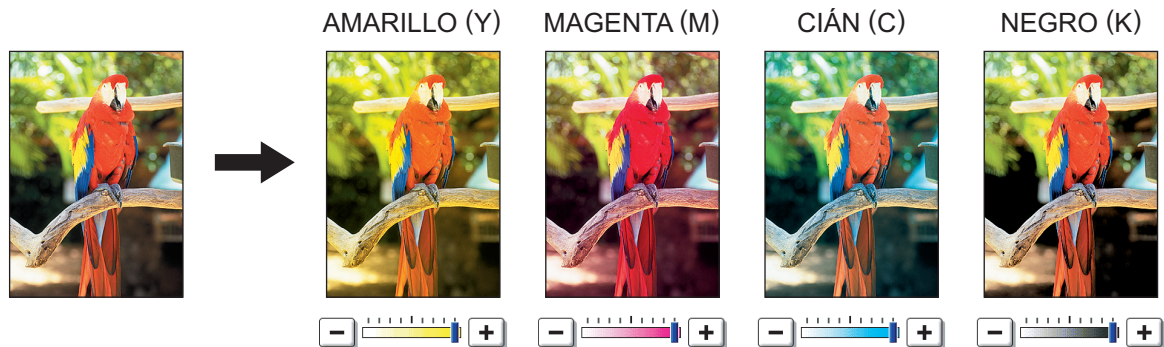 AMARILLO (Y)
MAGENTA (M)
CIÁN (C)
NEGRO (K)
− +
− +
− +
− +